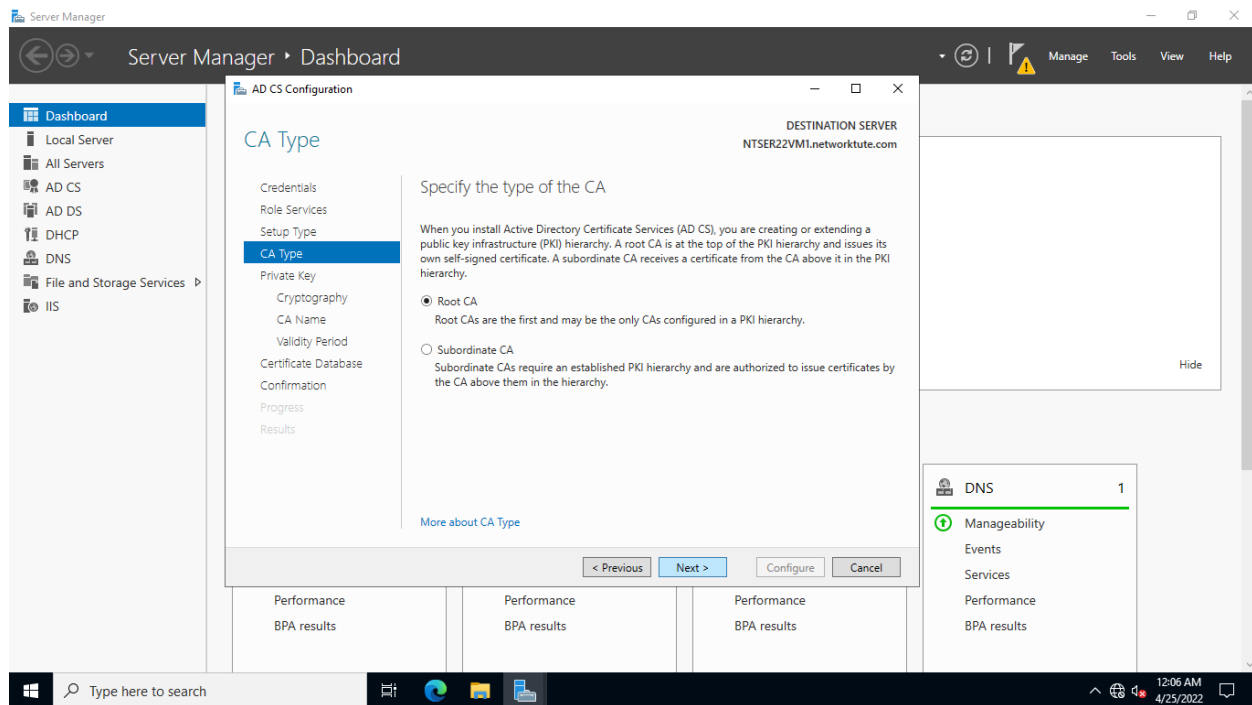 Server Manager
Server Manager • Dashboard
Manage Tools View Help
Dashboard
Local Server
All Servers
AD CS
AD DS
DHCP
DNS
File and Storage Services
IIS
AD CS Configuration
CA Type
DESTINATION SERVER
NTSER22VM1.networktute.com
Credentials
Role Services
Setup Type
CA Type
Private Key
Cryptography
CA Name
Validity Period
Certificate Database
Confirmation
Progress
Results
Specify the type of the CA
When you install Active Directory Certificate Services (AD CS), you are creating or extending a
public key infrastructure (PKI) hierarchy. A root CA is at the top of the PKI hierarchy and issues its
own self-signed certificate. A subordinate CA receives a certificate from the CA above it in the PKI
hierarchy.
Root CA
Root CAs are the first and may be the only CAs configured in a PKI hierarchy.
Subordinate CA
Subordinate CAs require an established PKI hierarchy and are authorized to issue certificates by
the CA above them in the hierarchy.
More about CA Type
< Previous Next > Configure Cancel
Hide
DNS 1
Manageability
Events
Services
Performance
BPA results
Performance
BPA results
Performance
BPA results
Performance
BPA results
Type here to search
12:06 AM
4/25/2022